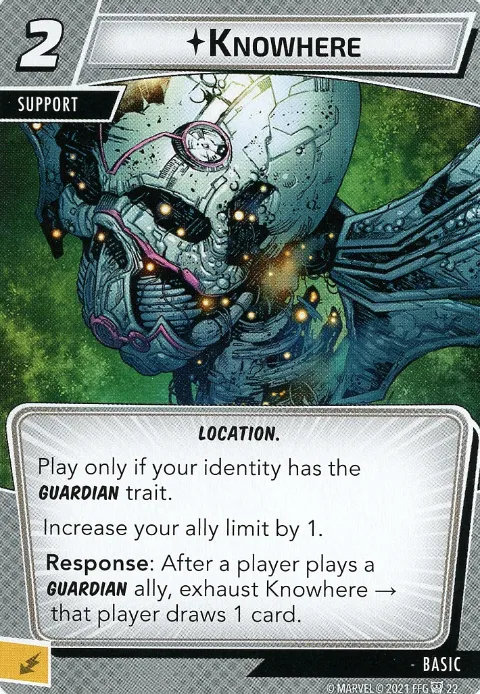 2
KNOWHERE
SUPPORT
LOCATION.
Play only if your identity has the
GUARDIAN trait.
Increase your ally limit by 1.
Response: After a player plays a
GUARDIAN ally, exhaust Knowhere →
that player draws 1 card.
BASIC
© MARVEL © 2021 FFG 22